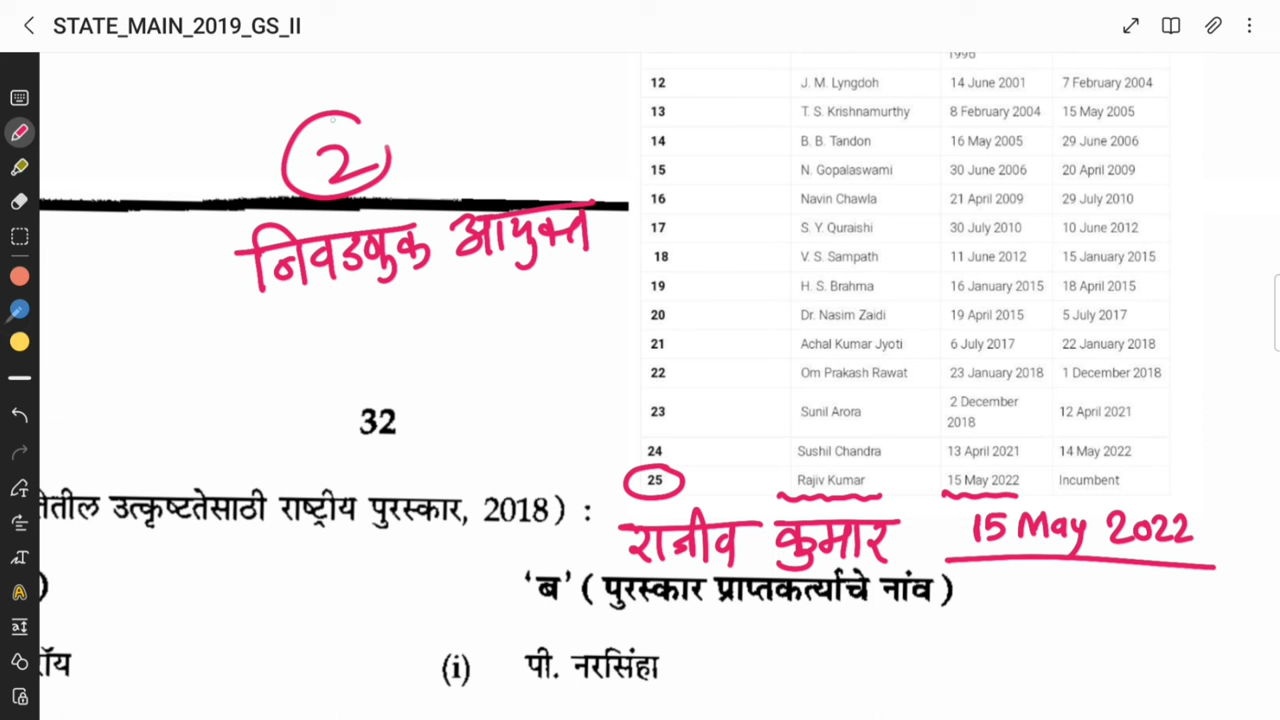 STATE_MAIN_2019_GS_II
1996
12 J. M. Lyngdoh 14 June 2001 7 February 2004
13 T. S. Krishnamurthy 8 February 2004 15 May 2005
14 B. B. Tandon 16 May 2005 29 June 2006
15 N. Gopalaswami 30 June 2006 20 April 2009
16 Navin Chawla 21 April 2009 29 July 2010
17 S. Y. Quraishi 30 July 2010 10 June 2012
18 V. S. Sampath 11 June 2012 15 January 2015
19 H. S. Brahma 16 January 2015 18 April 2015
20 Dr. Nasim Zaidi 19 April 2015 5 July 2017
21 Achal Kumar Jyoti 6 July 2017 22 January 2018
22 Om Prakash Rawat 23 January 2018 1 December 2018
23 Sunil Arora 2 December 2018 12 April 2021
24 Sushil Chandra 13 April 2021 14 May 2022
25 Rajiv Kumar 15 May 2022 Incumbent
2
निवडणुक आयुक्त
32
राजीव कुमार 15 May 2022
उत्कृष्टतेसाठी राष्ट्रीय पुरस्कार, 2018) :
) 'ब' (पुरस्कार प्राप्तकर्त्याचे नांव)
रॉय (i) पी. नरसिंहा